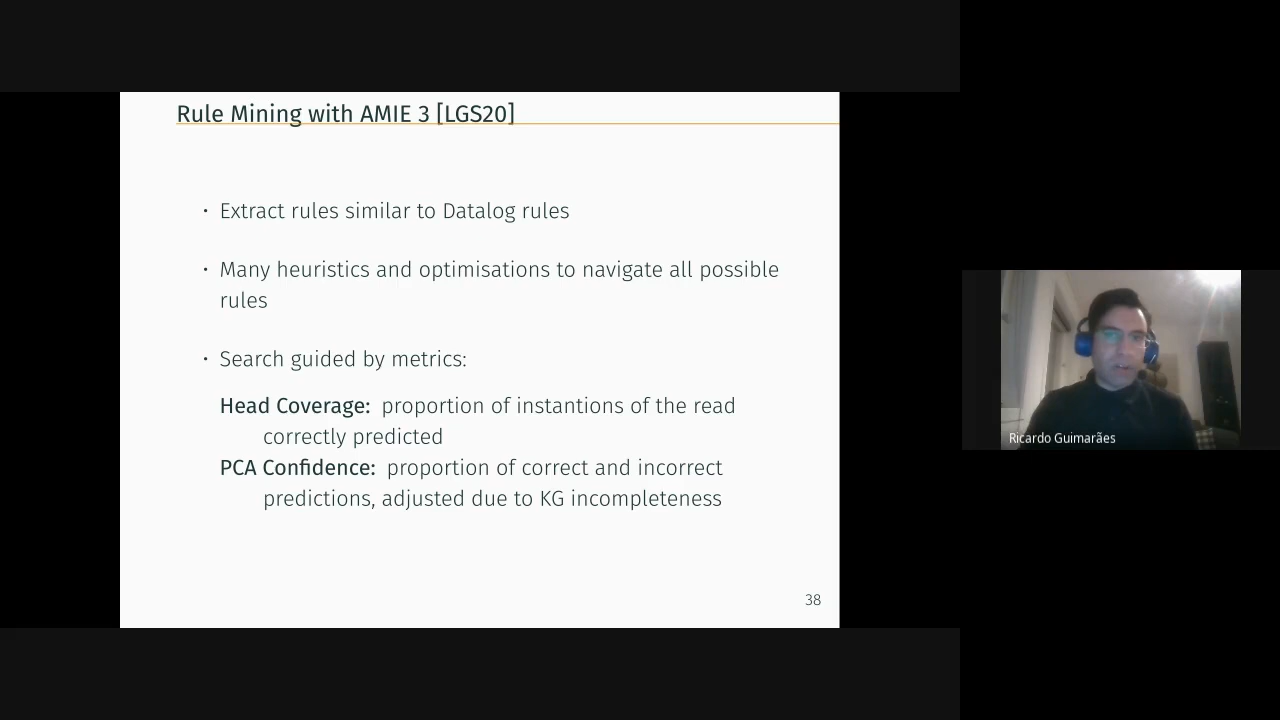 Rule Mining with AMIE 3 [LGS20]
· Extract rules similar to Datalog rules
· Many heuristics and optimisations to navigate all possible
rules
· Search guided by metrics:
Head Coverage: proportion of instantions of the read
correctly predicted
PCA Confidence: proportion of correct and incorrect
predictions, adjusted due to KG incompleteness
38
Ricardo Guimarães